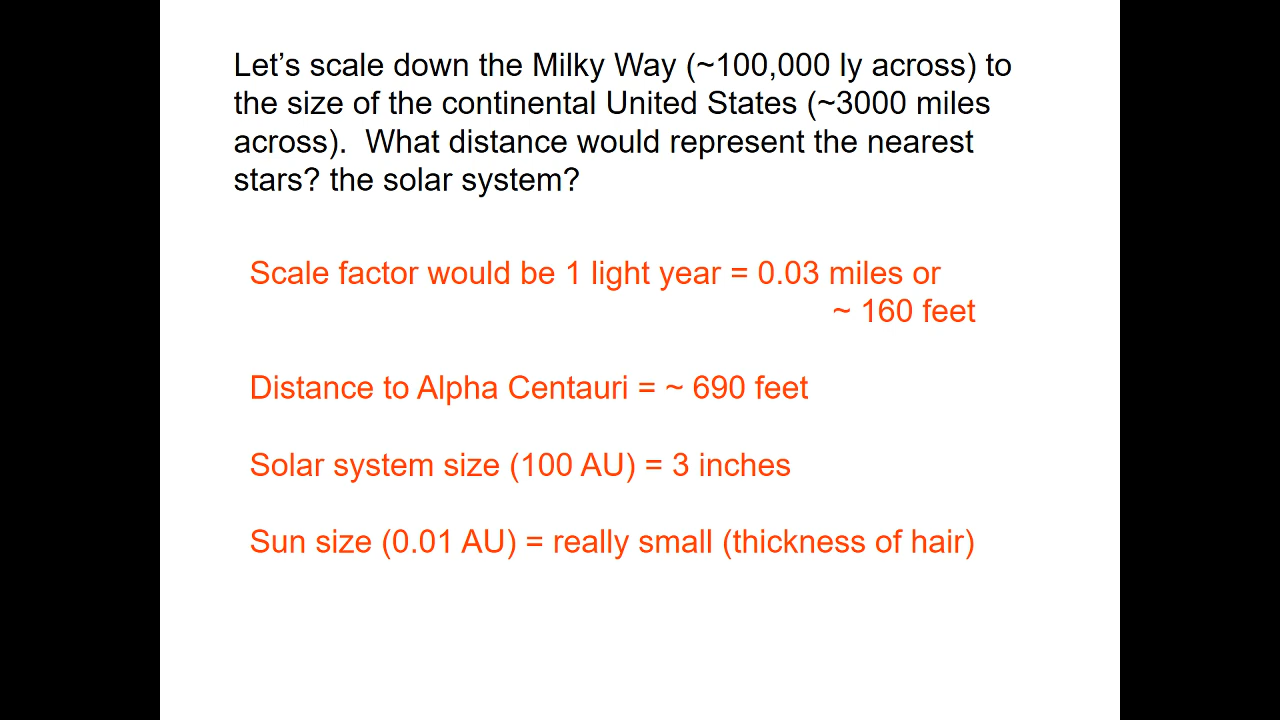 Let’s scale down the Milky Way (~100,000 ly across) to
the size of the continental United States (~3000 miles
across).  What distance would represent the nearest
stars? the solar system?
Scale factor would be 1 light year = 0.03 miles or
~ 160 feet
Distance to Alpha Centauri = ~ 690 feet
Solar system size (100 AU) = 3 inches
Sun size (0.01 AU) = really small (thickness of hair)